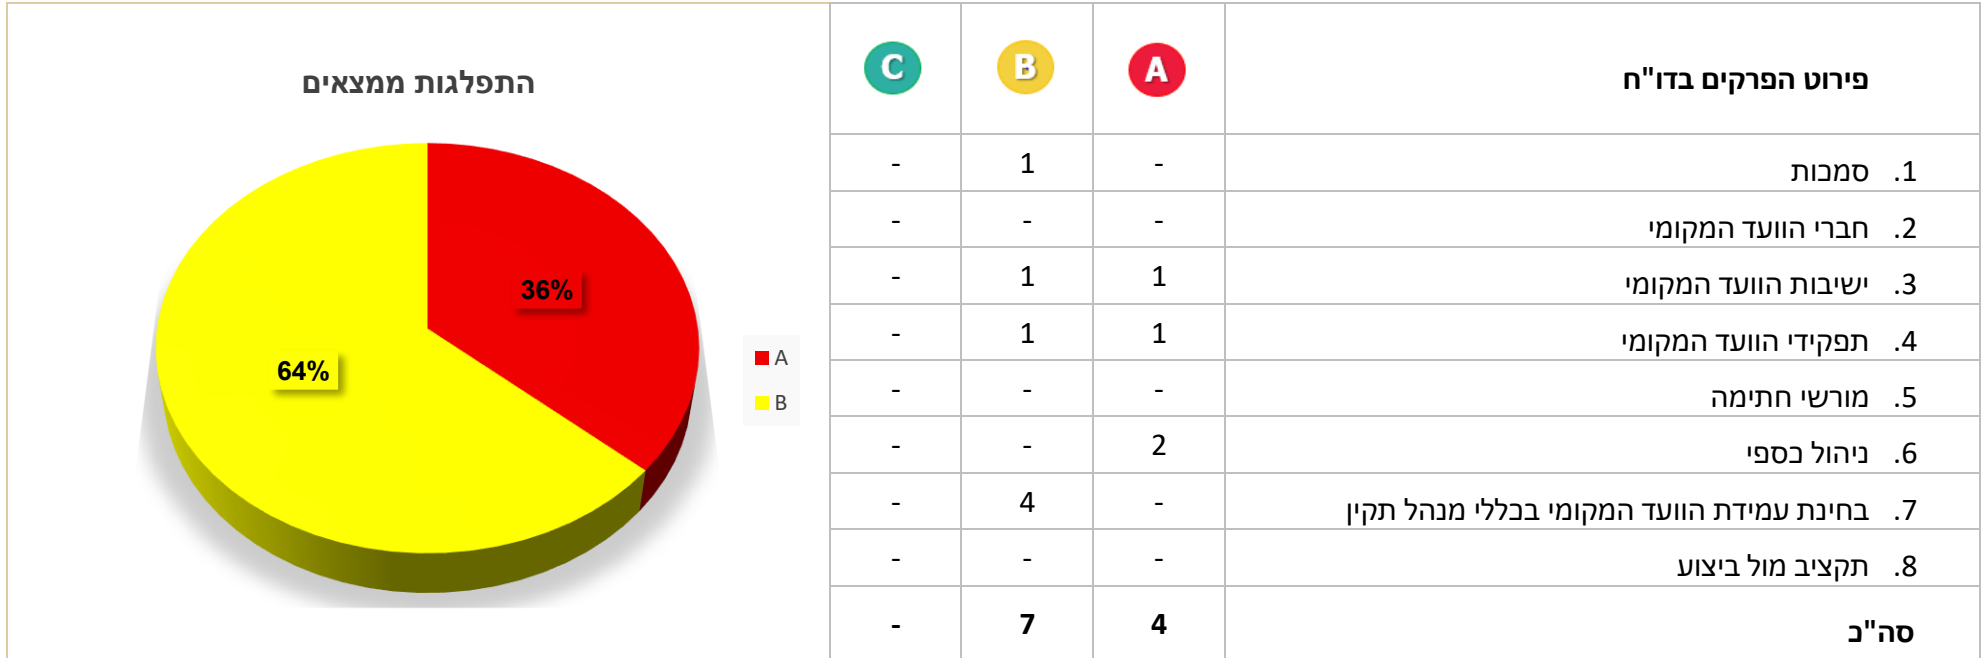 פירוט הפרקים בדו"ח A B C
1. סמכות - 1 -
2. חברי הוועד המקומי - - -
3. ישיבות הוועד המקומי 1 1 -
4. תפקידי הוועד המקומי 1 1 -
5. מורשי חתימה - - -
6. ניהול כספי 2 - -
7. בחינת עמידת הוועד המקומי בכללי מנהל תקין - 4 -
8. תקציב מול ביצוע - - -
סה"כ 4 7 -
התפלגות ממצאים
36%
64%
A
B